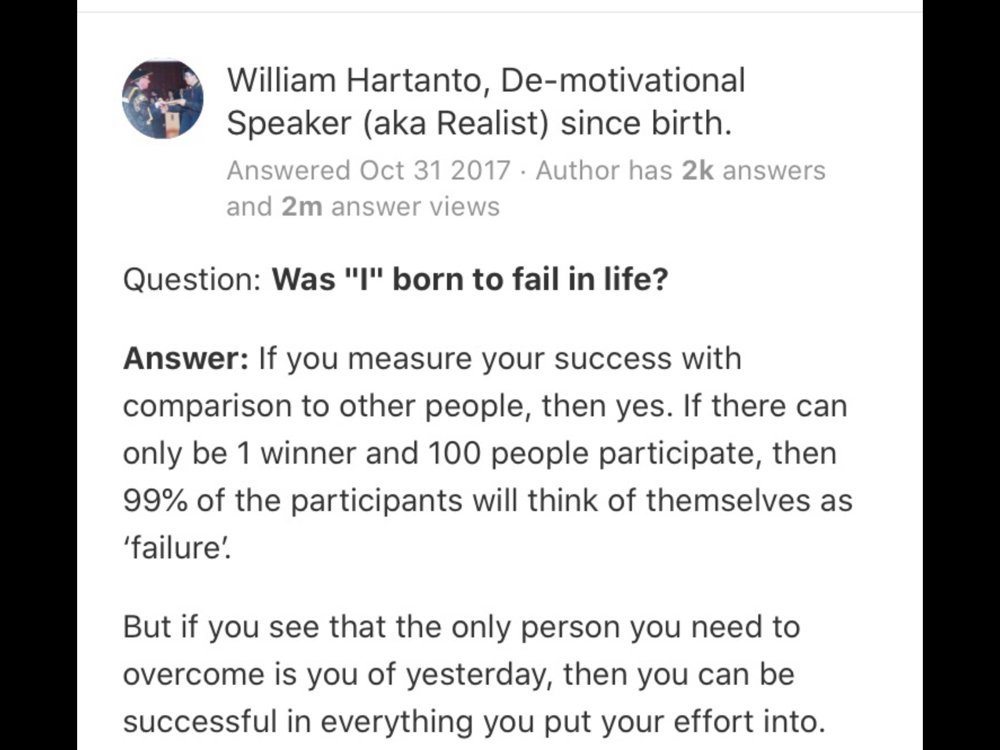 William Hartanto, De-motivational
Speaker (aka Realist) since birth.
Answered Oct 31 2017 · Author has 2k answers
and 2m answer views
Question: Was "I" born to fail in life?
Answer: If you measure your success with
comparison to other people, then yes. If there can
only be 1 winner and 100 people participate, then
99% of the participants will think of themselves as
‘failure’.
But if you see that the only person you need to
overcome is you of yesterday, then you can be
successful in everything you put your effort into.